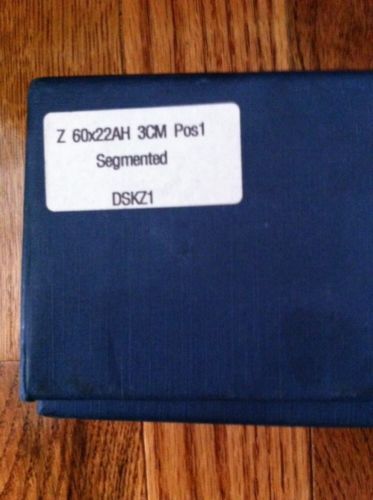 Z 60x22AH 3CM Pos1
Segmented
DSKZ1